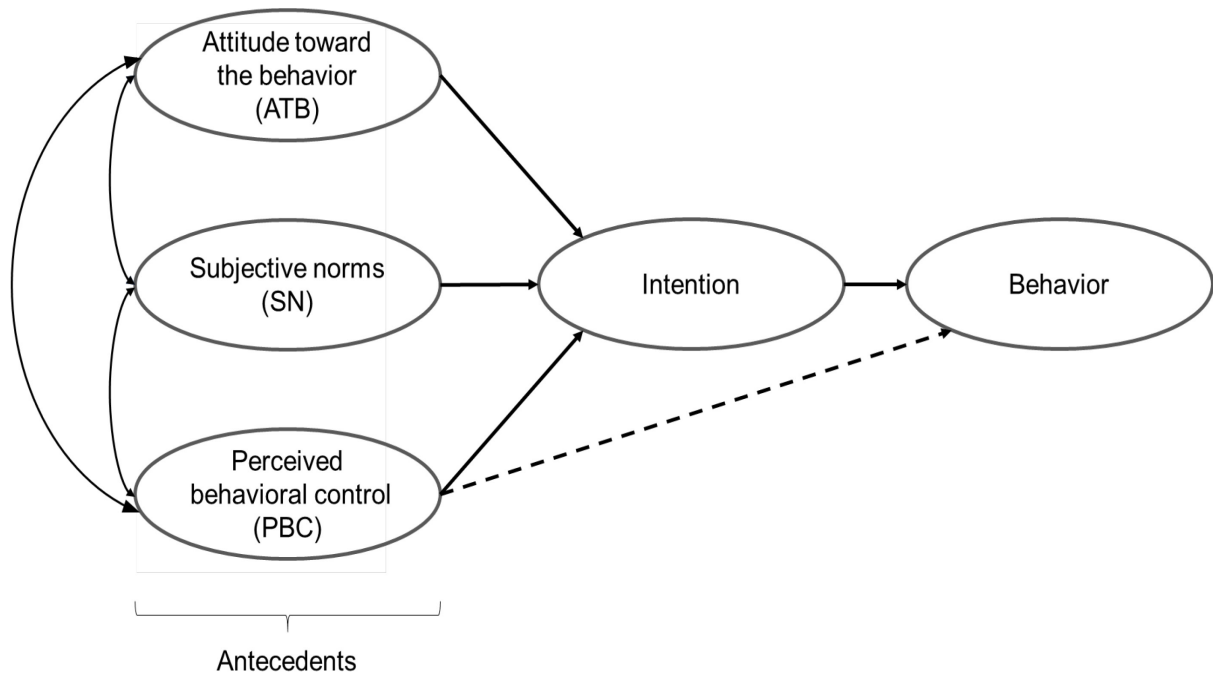 Attitude toward
the behavior
(ATB)
Subjective norms
(SN)
Intention
Behavior
Perceived
behavioral control
(PBC)
Antecedents